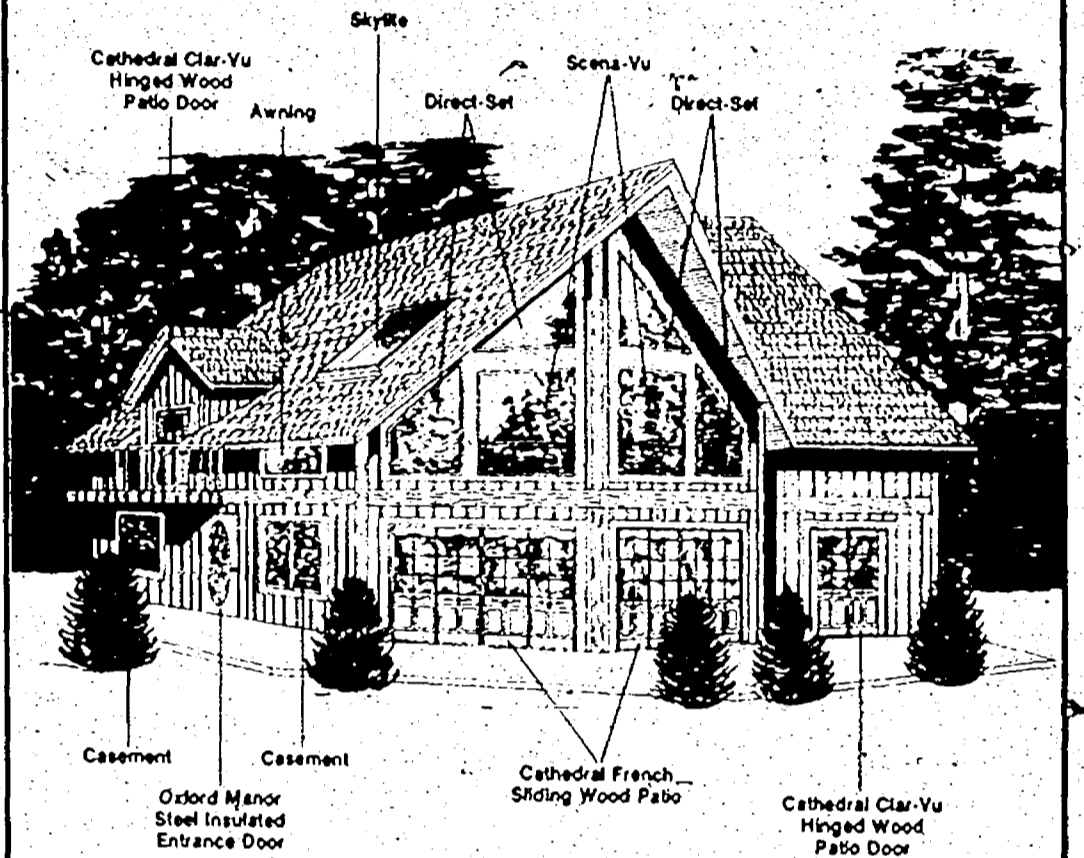 Skylite
Cathedral Clar-Vu
Hinged Wood
Patio Door
Awning
Direct-Set
Scena-Vu
Direct-Set
Casement
Oxford Manor
Steel Insulated
Entrance Door
Casement
Cathedral French
Sliding Wood Patio
Cathedral Clar-Vu
Hinged Wood
Patio Door